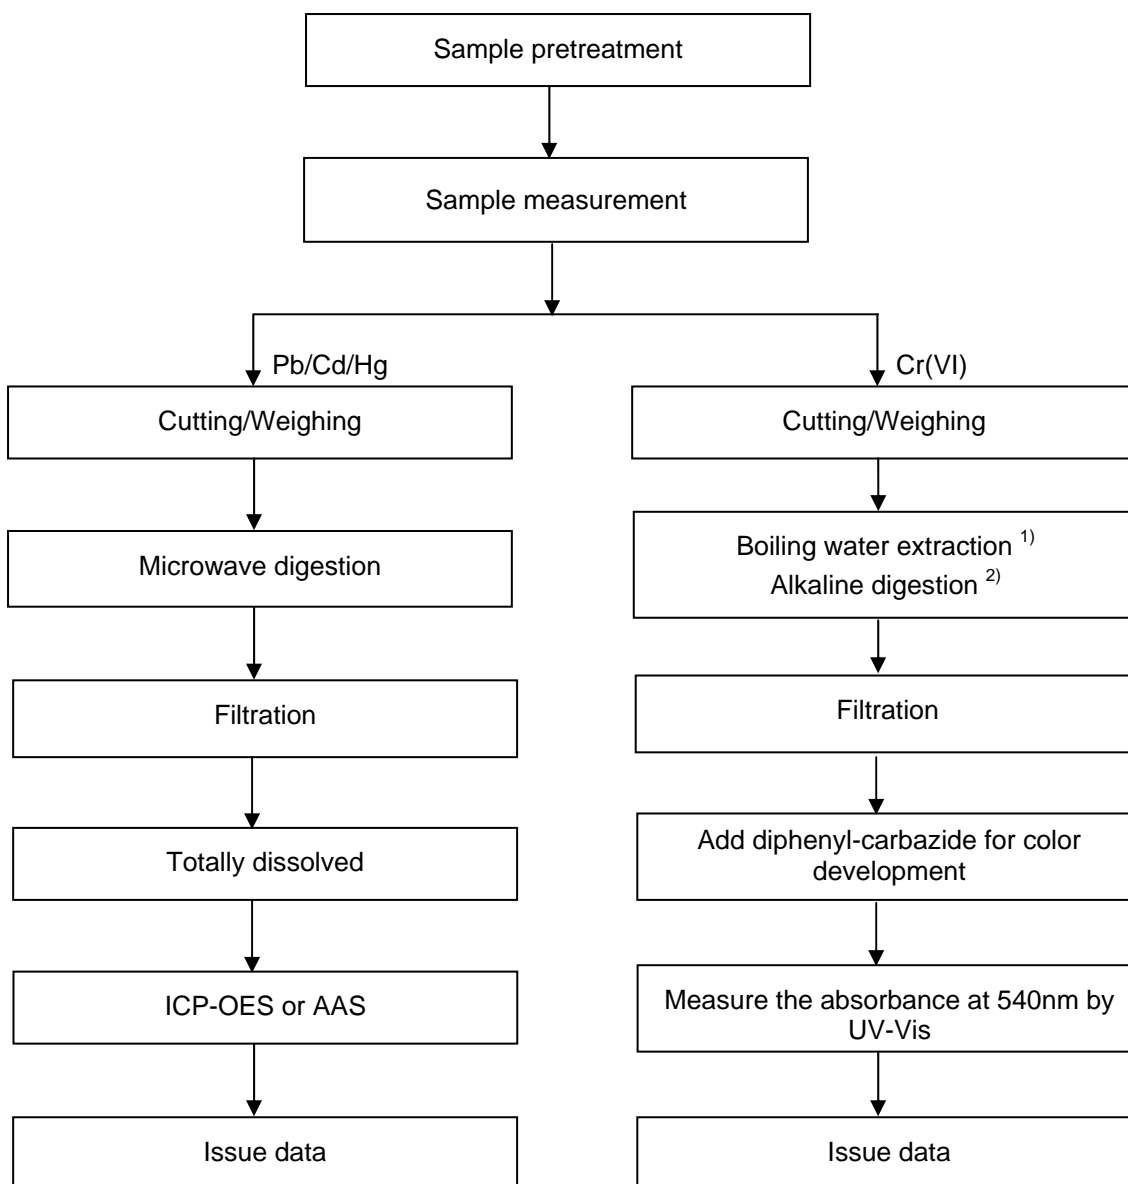 Sample pretreatment
Sample measurement
Pb/Cd/Hg
Cutting/Weighing
Microwave digestion
Filtration
Totally dissolved
ICP-OES or AAS
Issue data
Cr(VI)
Cutting/Weighing
Boiling water extraction 1)
Alkaline digestion 2)
Filtration
Add diphenyl-carbazide for color
development
Measure the absorbance at 540nm by
UV-Vis
Issue data